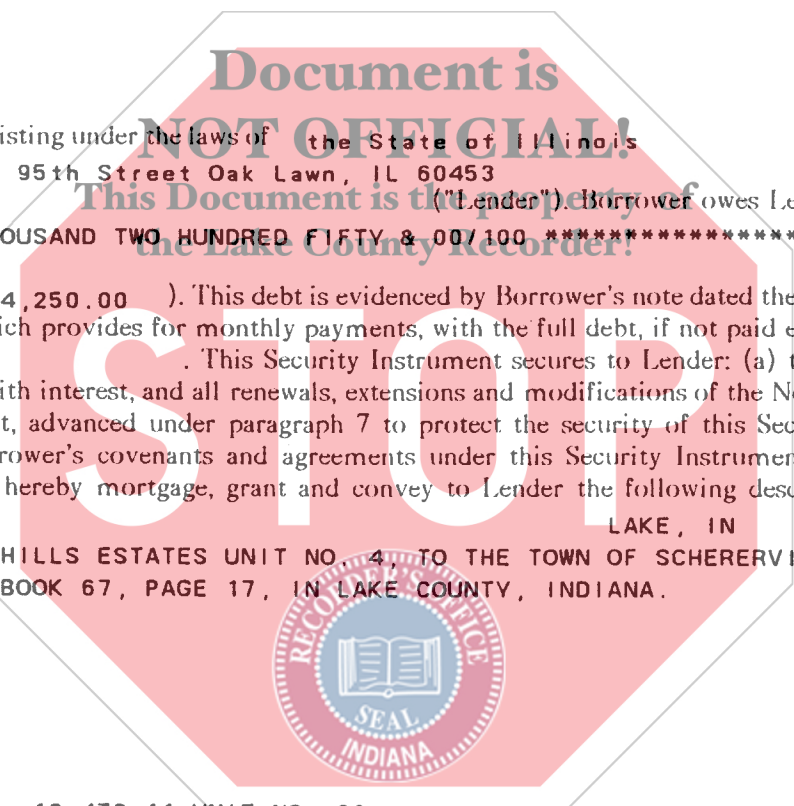 Document is
NOT OFFICIAL!
isting under the laws of the State of Illinois
95th Street Oak Lawn, IL 60453
This Document is the property of
("Lender"). Borrower owes Le
OUSAND TWO HUNDRED FIFTY & 00/100 *****************
the Lake County Recorder!
4,250.00 ). This debt is evidenced by Borrower's note dated the
ich provides for monthly payments, with the full debt, if not paid e
. This Security Instrument secures to Lender: (a) t
ith interest, and all renewals, extensions and modifications of the N
t, advanced under paragraph 7 to protect the security of this Sec
rower's covenants and agreements under this Security Instrumen
hereby mortgage, grant and convey to Lender the following desc
STOP
LAKE, IN
HILLS ESTATES UNIT NO. 4, TO THE TOWN OF SCHERERVI
BOOK 67, PAGE 17, IN LAKE COUNTY, INDIANA.
RECORDER'S OFFICE
SEAL
INDIANA